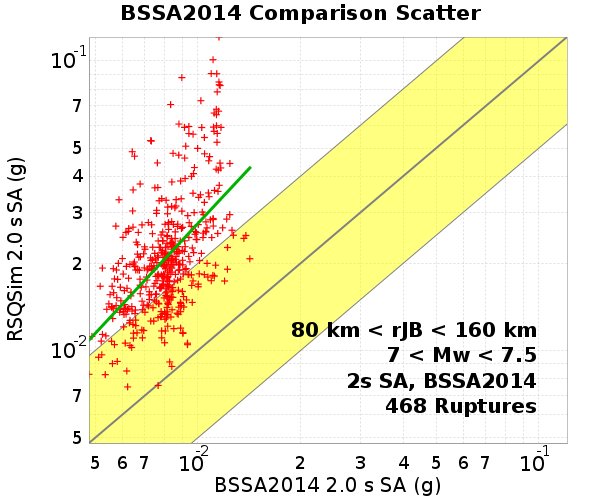 BSSA2014 Comparison Scatter
RSQSim 2.0 s SA (g)
10-1
7
5
4
3
2
10-2
7
5
80 km < rJB < 160 km
7 < Mw < 7.5
2s SA, BSSA2014
468 Ruptures
5 6 7 10-2 2 3 4 5 6 7 10-1
BSSA2014 2.0 s SA (g)